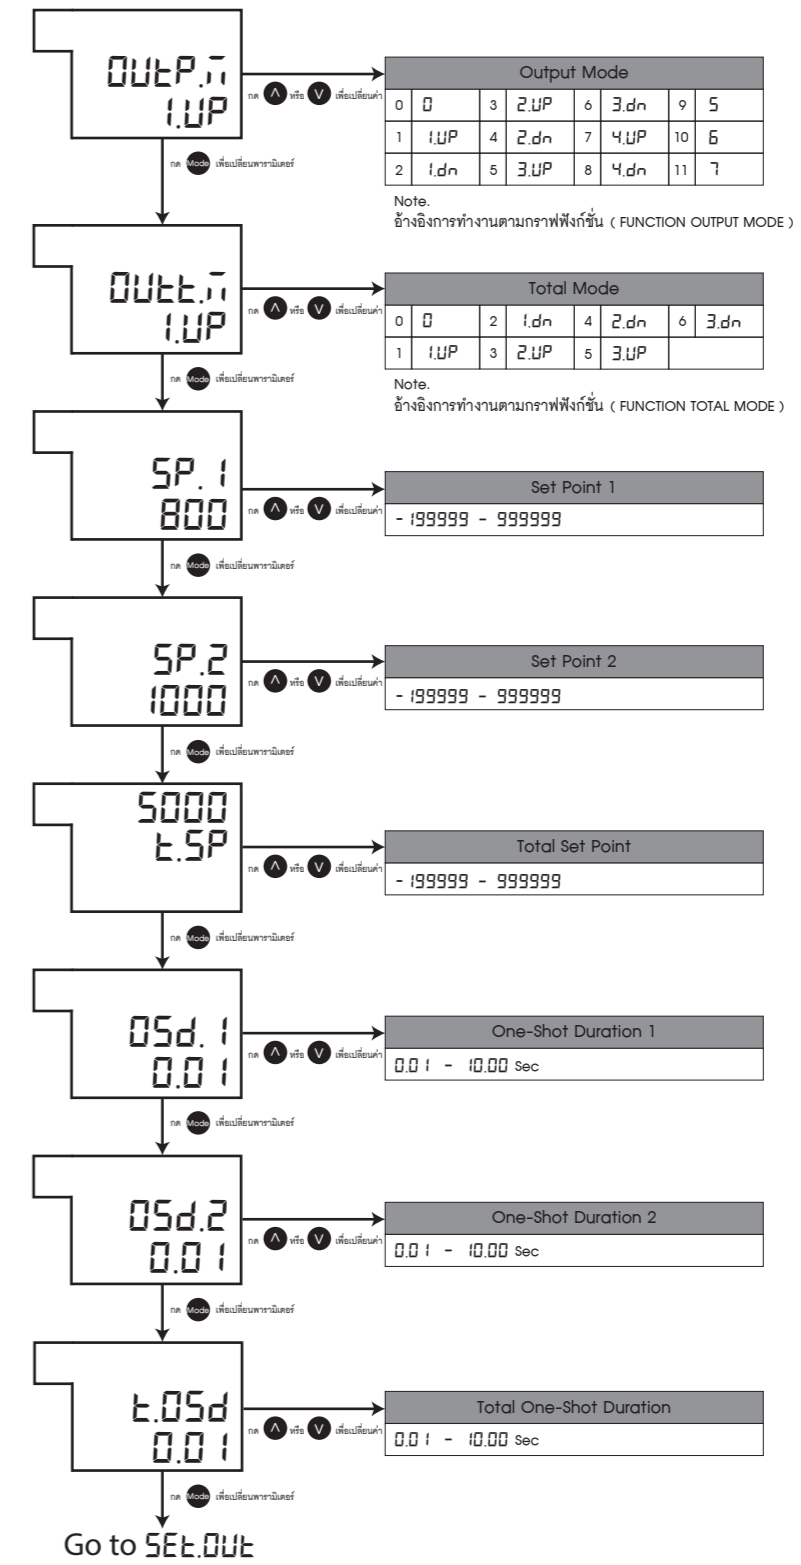 OUtP.m
1.UP
กด ∧ หรือ ∨ เพื่อเปลี่ยนค่า
Output Mode
0 0 3 2.UP 6 3.dn 9 5
1 1.UP 4 2.dn 7 4.UP 10 6
2 1.dn 5 3.UP 8 4.dn 11 7
กด Mode เพื่อเปลี่ยนพารามิเตอร์
Note.
อ้างอิงการทำงานตามกราฟฟังก์ชั่น ( FUNCTION OUTPUT MODE )
OUtt.m
1.UP
กด ∧ หรือ ∨ เพื่อเปลี่ยนค่า
Total Mode
0 0 2 1.dn 4 2.dn 6 3.dn
1 1.UP 3 2.UP 5 3.UP
กด Mode เพื่อเปลี่ยนพารามิเตอร์
Note.
อ้างอิงการทำงานตามกราฟฟังก์ชั่น ( FUNCTION TOTAL MODE )
SP.1
800
กด ∧ หรือ ∨ เพื่อเปลี่ยนค่า
Set Point 1
-199999 - 999999
กด Mode เพื่อเปลี่ยนพารามิเตอร์
SP.2
1000
กด ∧ หรือ ∨ เพื่อเปลี่ยนค่า
Set Point 2
-199999 - 999999
กด Mode เพื่อเปลี่ยนพารามิเตอร์
5000
t.SP
กด ∧ หรือ ∨ เพื่อเปลี่ยนค่า
Total Set Point
-199999 - 999999
กด Mode เพื่อเปลี่ยนพารามิเตอร์
OSd.1
0.01
กด ∧ หรือ ∨ เพื่อเปลี่ยนค่า
One-Shot Duration 1
0.01 - 10.00 Sec
กด Mode เพื่อเปลี่ยนพารามิเตอร์
OSd.2
0.01
กด ∧ หรือ ∨ เพื่อเปลี่ยนค่า
One-Shot Duration 2
0.01 - 10.00 Sec
กด Mode เพื่อเปลี่ยนพารามิเตอร์
t.OSd
0.01
กด ∧ หรือ ∨ เพื่อเปลี่ยนค่า
Total One-Shot Duration
0.01 - 10.00 Sec
กด Mode เพื่อเปลี่ยนพารามิเตอร์
Go to SEt.OUt